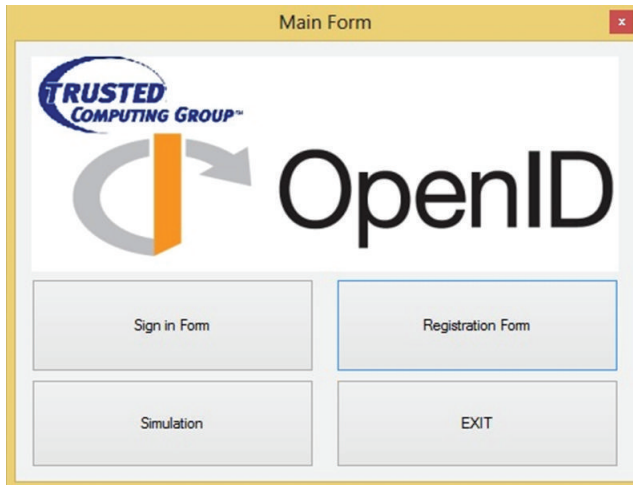 Main Form
x
TRUSTED
COMPUTING GROUP™
OpenID
Sign in Form
Registration Form
Simulation
EXIT